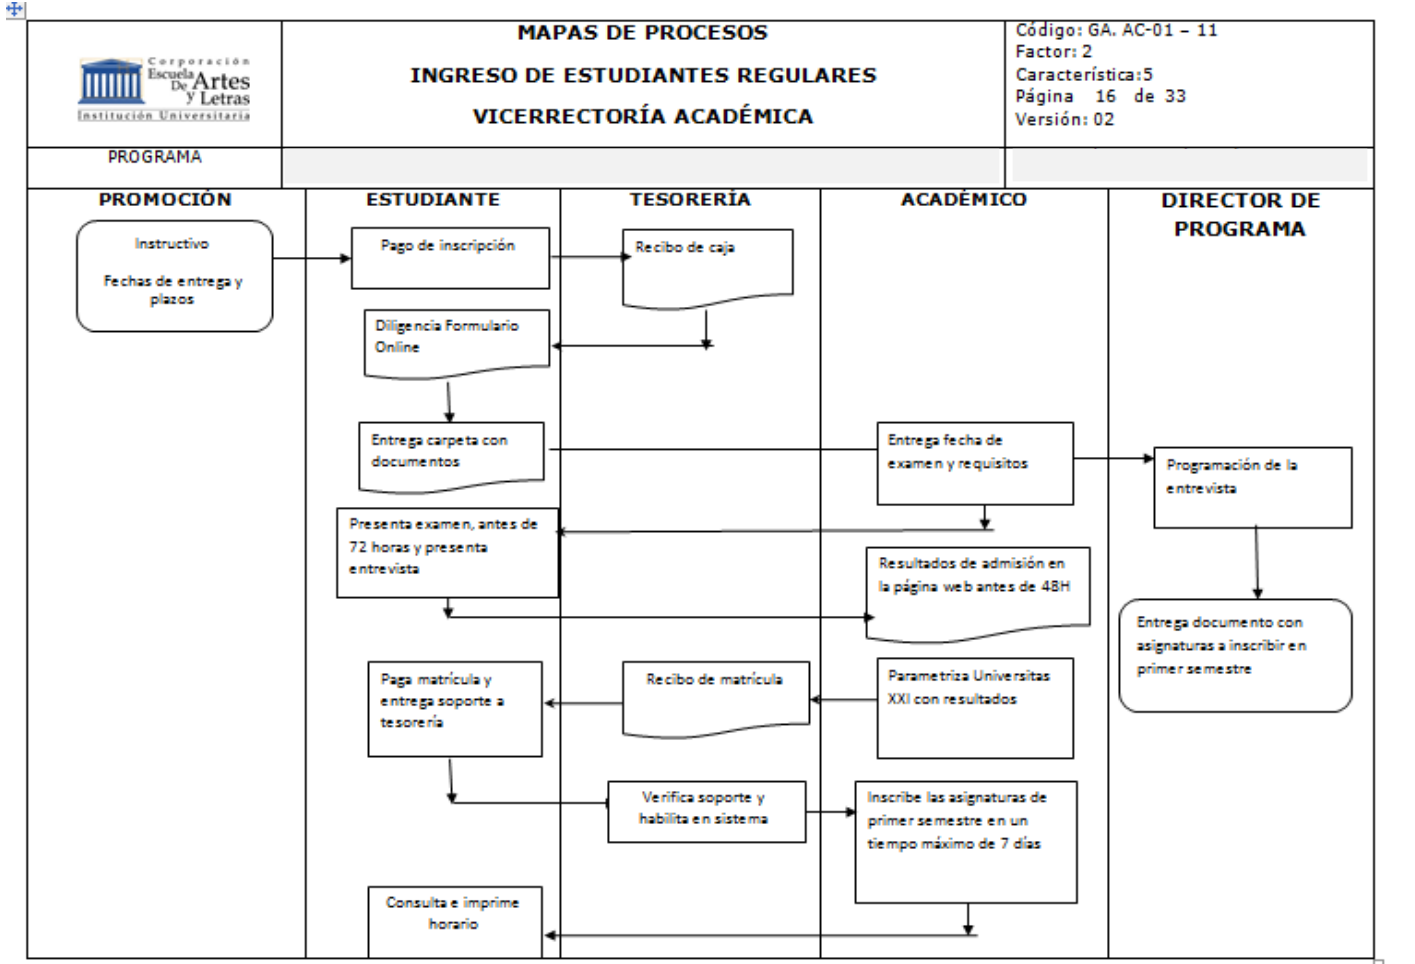 Corporación
Escuela
De Artes
y Letras
Institución Universitaria
MAPAS DE PROCESOS
INGRESO DE ESTUDIANTES REGULARES
VICERRECTORÍA ACADÉMICA
Código: GA. AC-01 – 11
Factor: 2
Característica:5
Página 16 de 33
Versión: 02
PROGRAMA
PROMOCIÓN
ESTUDIANTE
TESORERÍA
ACADÉMICO
DIRECTOR DE
PROGRAMA
Instructivo
Fechas de entrega y
plazos
Pago de inscripción
Recibo de caja
Diligencia Formulario
Online
Entrega carpeta con
documentos
Entrega fecha de
examen y requisitos
Programación de la
entrevista
Presenta examen, antes de
72 horas y presenta
entrevista
Resultados de admisión en
la página web antes de 48H
Entrega documento con
asignaturas a inscribir en
primer semestre
Paga matrícula y
entrega soporte a
tesorería
Recibo de matrícula
Parametriza Universitas
XXI con resultados
Verifica soporte y
habilita en sistema
Inscribe las asignaturas de
primer semestre en un
tiempo máximo de 7 días
Consulta e imprime
horario